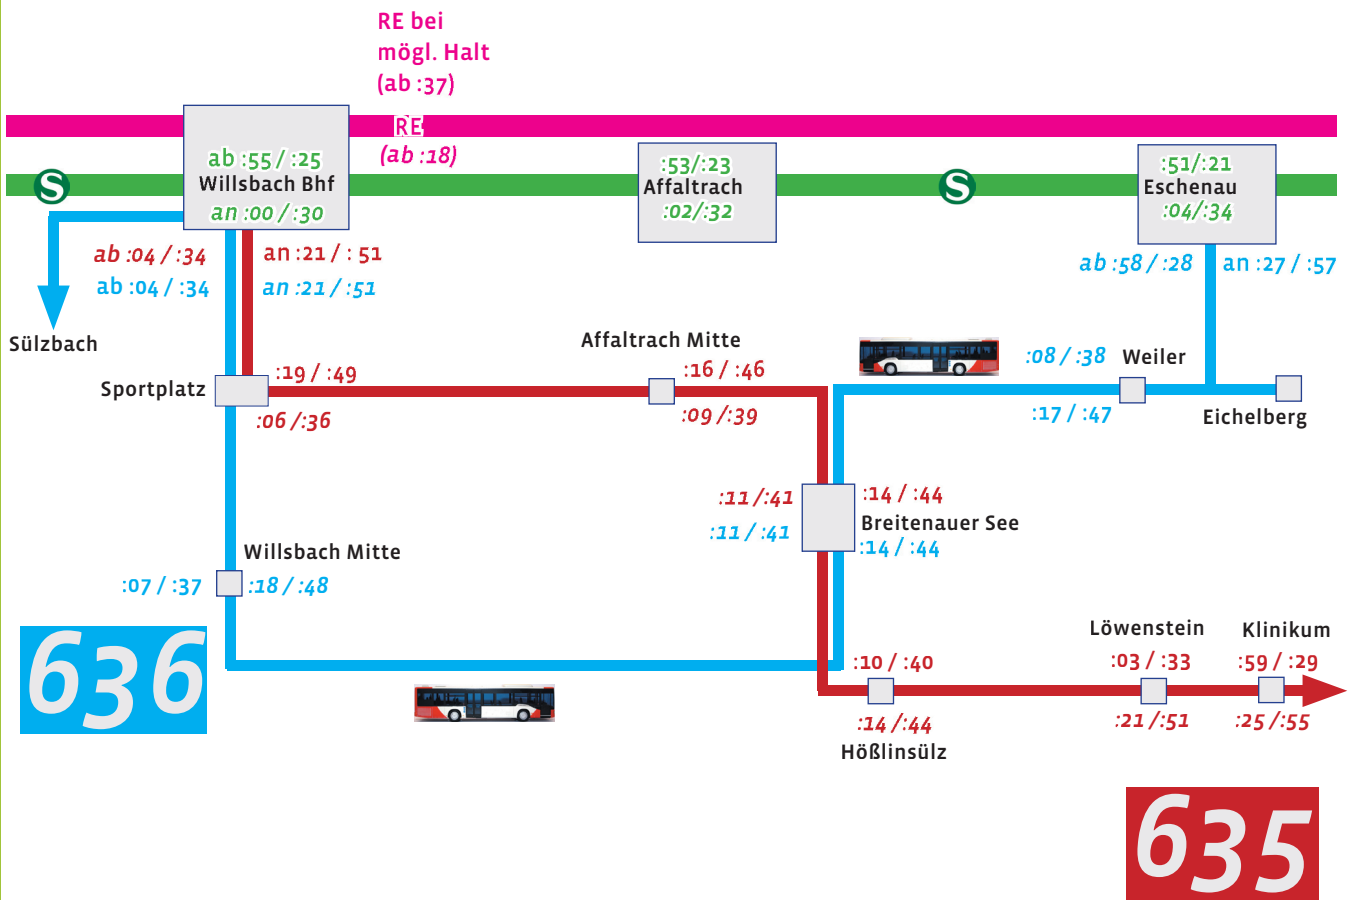 RE bei
mögl. Halt
(ab :37)
RE
(ab :18)
ab :55 / :25
Willsbach Bhf
an :00 / :30
:53/:23
Affaltrach
:02/:32
:51/:21
Eschenau
:04/:34
S
S
ab :04 / :34
an :21 / : 51
ab :04 / :34
an :21 / :51
ab :58 / :28
an :27 / :57
Sülzbach
Affaltrach Mitte
:08 / :38
Weiler
Sportplatz
:19 / :49
:16 / :46
:06 /:36
:09 /:39
:17 / :47
Eichelberg
:11 /:41
:14 / :44
Breitenauer See
:11 / :41
:14 / :44
Willsbach Mitte
:07 / :37
:18 / :48
636
Löwenstein
Klinikum
:10 / :40
:03 / :33
:59 / :29
:14 /:44
:21 /:51
:25 /:55
Hößlinsülz
635